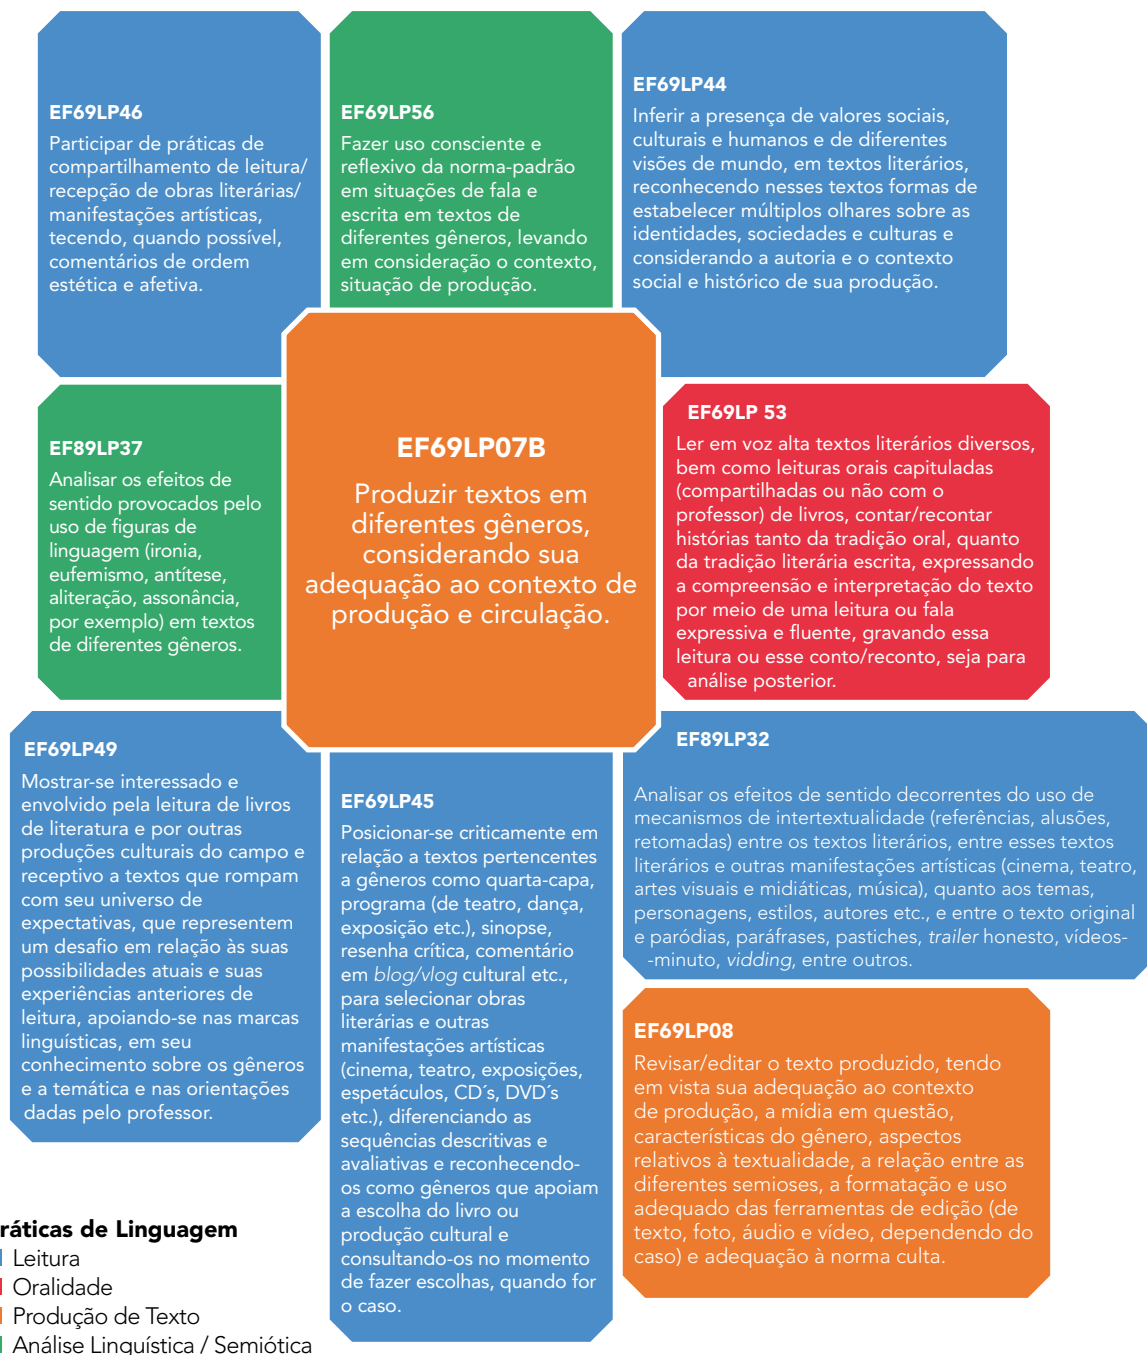 EF69LP46
Participar de práticas de
compartilhamento de leitura/
recepção de obras literárias/
manifestações artísticas,
tecendo, quando possível,
comentários de ordem
estética e afetiva.
EF69LP56
Fazer uso consciente e
reflexivo da norma-padrão
em situações de fala e
escrita em textos de
diferentes gêneros, levando
em consideração o contexto,
situação de produção.
EF69LP44
Inferir a presença de valores sociais,
culturais e humanos e de diferentes
visões de mundo, em textos literários,
reconhecendo nesses textos formas de
estabelecer múltiplos olhares sobre as
identidades, sociedades e culturas e
considerando a autoria e o contexto
social e histórico de sua produção.
EF89LP37
Analisar os efeitos de
sentido provocados pelo
uso de figuras de
linguagem (ironia,
eufemismo, antítese,
aliteração, assonância,
por exemplo) em textos
de diferentes gêneros.
EF69LP07B
Produzir textos em
diferentes gêneros,
considerando sua
adequação ao contexto de
produção e circulação.
EF69LP 53
Ler em voz alta textos literários diversos,
bem como leituras orais capituladas
(compartilhadas ou não com o
professor) de livros, contar/recontar
histórias tanto da tradição oral, quanto
da tradição literária escrita, expressando
a compreensão e interpretação do texto
por meio de uma leitura ou fala
expressiva e fluente, gravando essa
leitura ou esse conto/reconto, seja para
análise posterior.
EF69LP49
Mostrar-se interessado e
envolvido pela leitura de livros
de literatura e por outras
produções culturais do campo e
receptivo a textos que rompam
com seu universo de
expectativas, que representem
um desafio em relação às suas
possibilidades atuais e suas
experiências anteriores de
leitura, apoiando-se nas marcas
linguísticas, em seu
conhecimento sobre os gêneros
e a temática e nas orientações
dadas pelo professor.
EF69LP45
Posicionar-se criticamente em
relação a textos pertencentes
a gêneros como quarta-capa,
programa (de teatro, dança,
exposição etc.), sinopse,
resenha crítica, comentário
em blog/vlog cultural etc.,
para selecionar obras
literárias e outras
manifestações artísticas
(cinema, teatro, exposições,
espetáculos, CD´s, DVD´s
etc.), diferenciando as
sequências descritivas e
avaliativas e reconhecendo-
os como gêneros que apoiam
a escolha do livro ou
produção cultural e
consultando-os no momento
de fazer escolhas, quando for
o caso.
EF89LP32
Analisar os efeitos de sentido decorrentes do uso de
mecanismos de intertextualidade (referências, alusões,
retomadas) entre os textos literários, entre esses textos
literários e outras manifestações artísticas (cinema, teatro,
artes visuais e midiáticas, música), quanto aos temas,
personagens, estilos, autores etc., e entre o texto original
e paródias, paráfrases, pastiches, trailer honesto, vídeos-
-minuto, vidding, entre outros.
EF69LP08
Revisar/editar o texto produzido, tendo
em vista sua adequação ao contexto
de produção, a mídia em questão,
características do gênero, aspectos
relativos à textualidade, a relação entre as
diferentes semioses, a formatação e uso
adequado das ferramentas de edição (de
texto, foto, áudio e vídeo, dependendo do
caso) e adequação à norma culta.
ráticas de Linguagem
Leitura
Oralidade
Produção de Texto
Análise Linguística / Semiótica